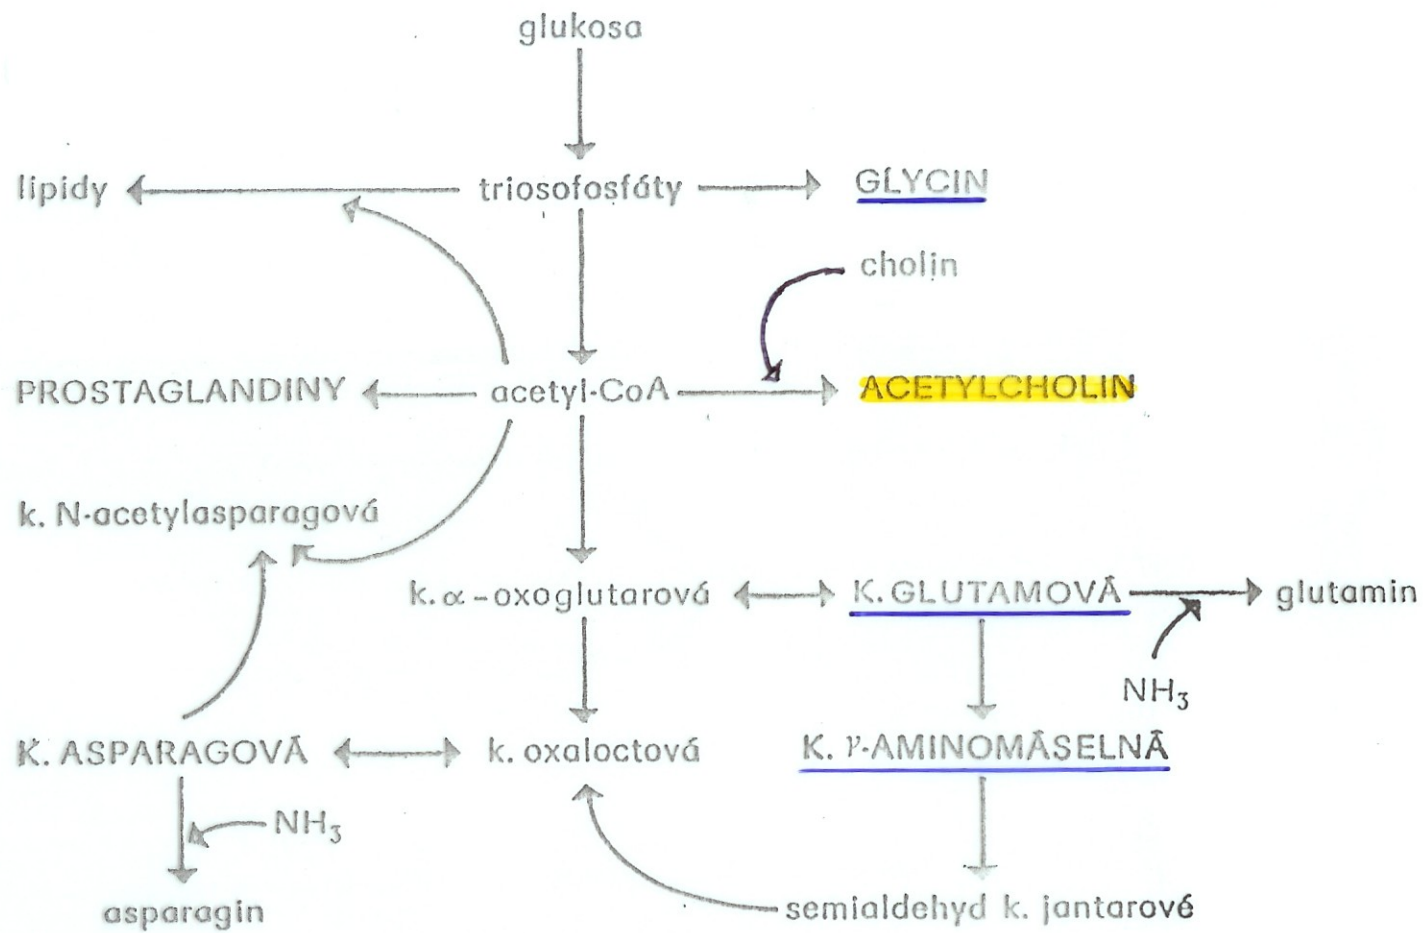 glukosa
lipidy
triosofosfáty
GLYCIN
cholin
PROSTAGLANDINY
acetyl-CoA
ACETYLCHOLIN
k. N-acetylasparagová
k. α-oxoglutarová
K. GLUTAMOVÁ
glutamin
NH₃
K. ASPARAGOVÁ
k. oxaloctová
K. γ-AMINOMÁSELNÁ
NH₃
asparagin
semialdehyd k. jantarové